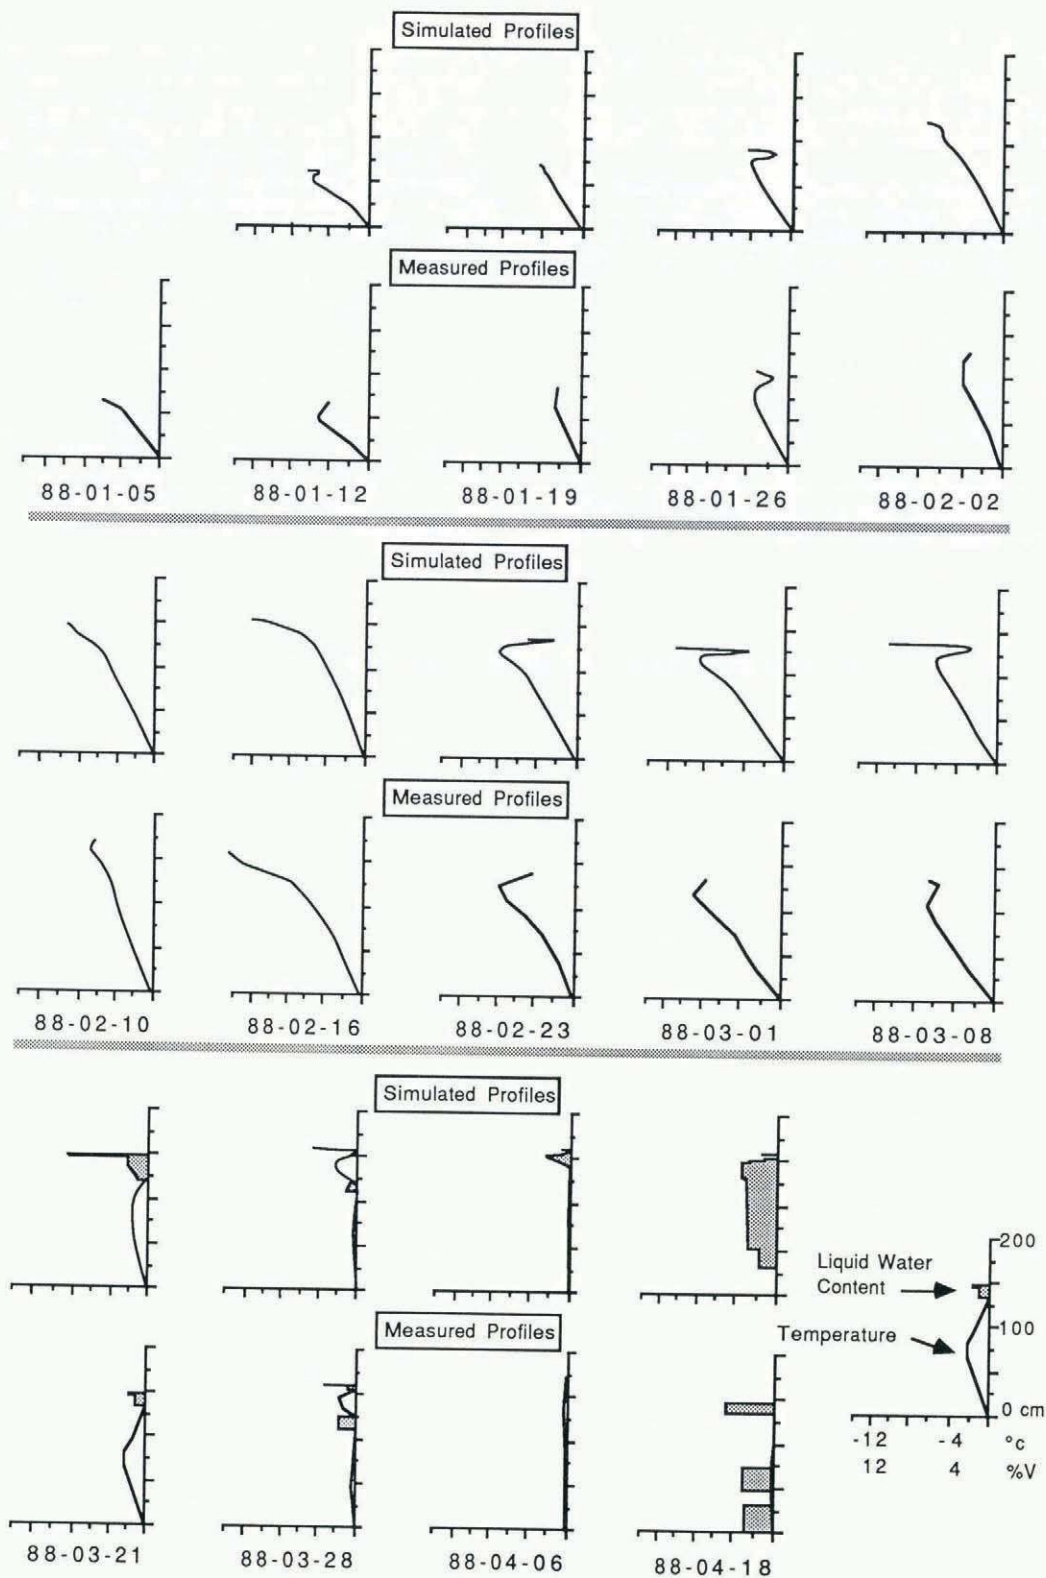 Simulated Profiles
Measured Profiles
88-01-05
88-01-12
88-01-19
88-01-26
88-02-02
Simulated Profiles
Measured Profiles
88-02-10
88-02-16
88-02-23
88-03-01
88-03-08
Simulated Profiles
Measured Profiles
Liquid Water
Content
Temperature
200
100
0 cm
-12 -4 °c
12 4 %V
88-03-21
88-03-28
88-04-06
88-04-18